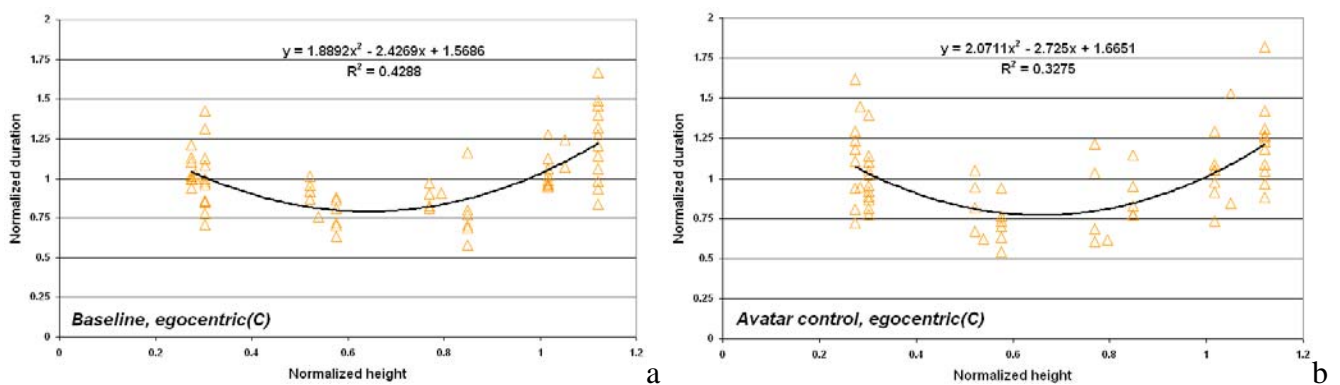 2
1.75
1.5
1.25
1
0.75
0.5
0.25
0
Normalized duration
y = 1.8892x² - 2.4269x + 1.5686
R² = 0.4288
Baseline, egocentric(C)
0 0.2 0.4 0.6 0.8 1 1.2
Normalized height
a
2
1.75
1.5
1.25
1
0.75
0.5
0.25
0
Normalized duration
y = 2.0711x² - 2.725x + 1.6651
R² = 0.3275
Avatar control, egocentric(C)
0 0.2 0.4 0.6 0.8 1 1.2
Normalized height
b